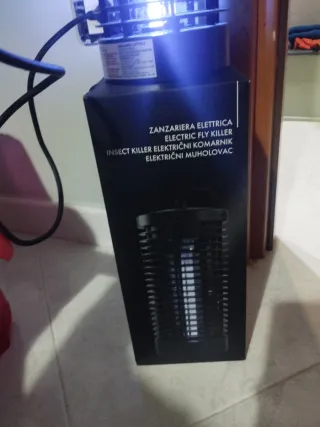 ZANZARIERA ELETTRICA
ELECTRIC FLY KILLER
INSECT KILLER ELEKTRIČNI KOMARNIK
ELEKTRIČNI MUHOLOVAC